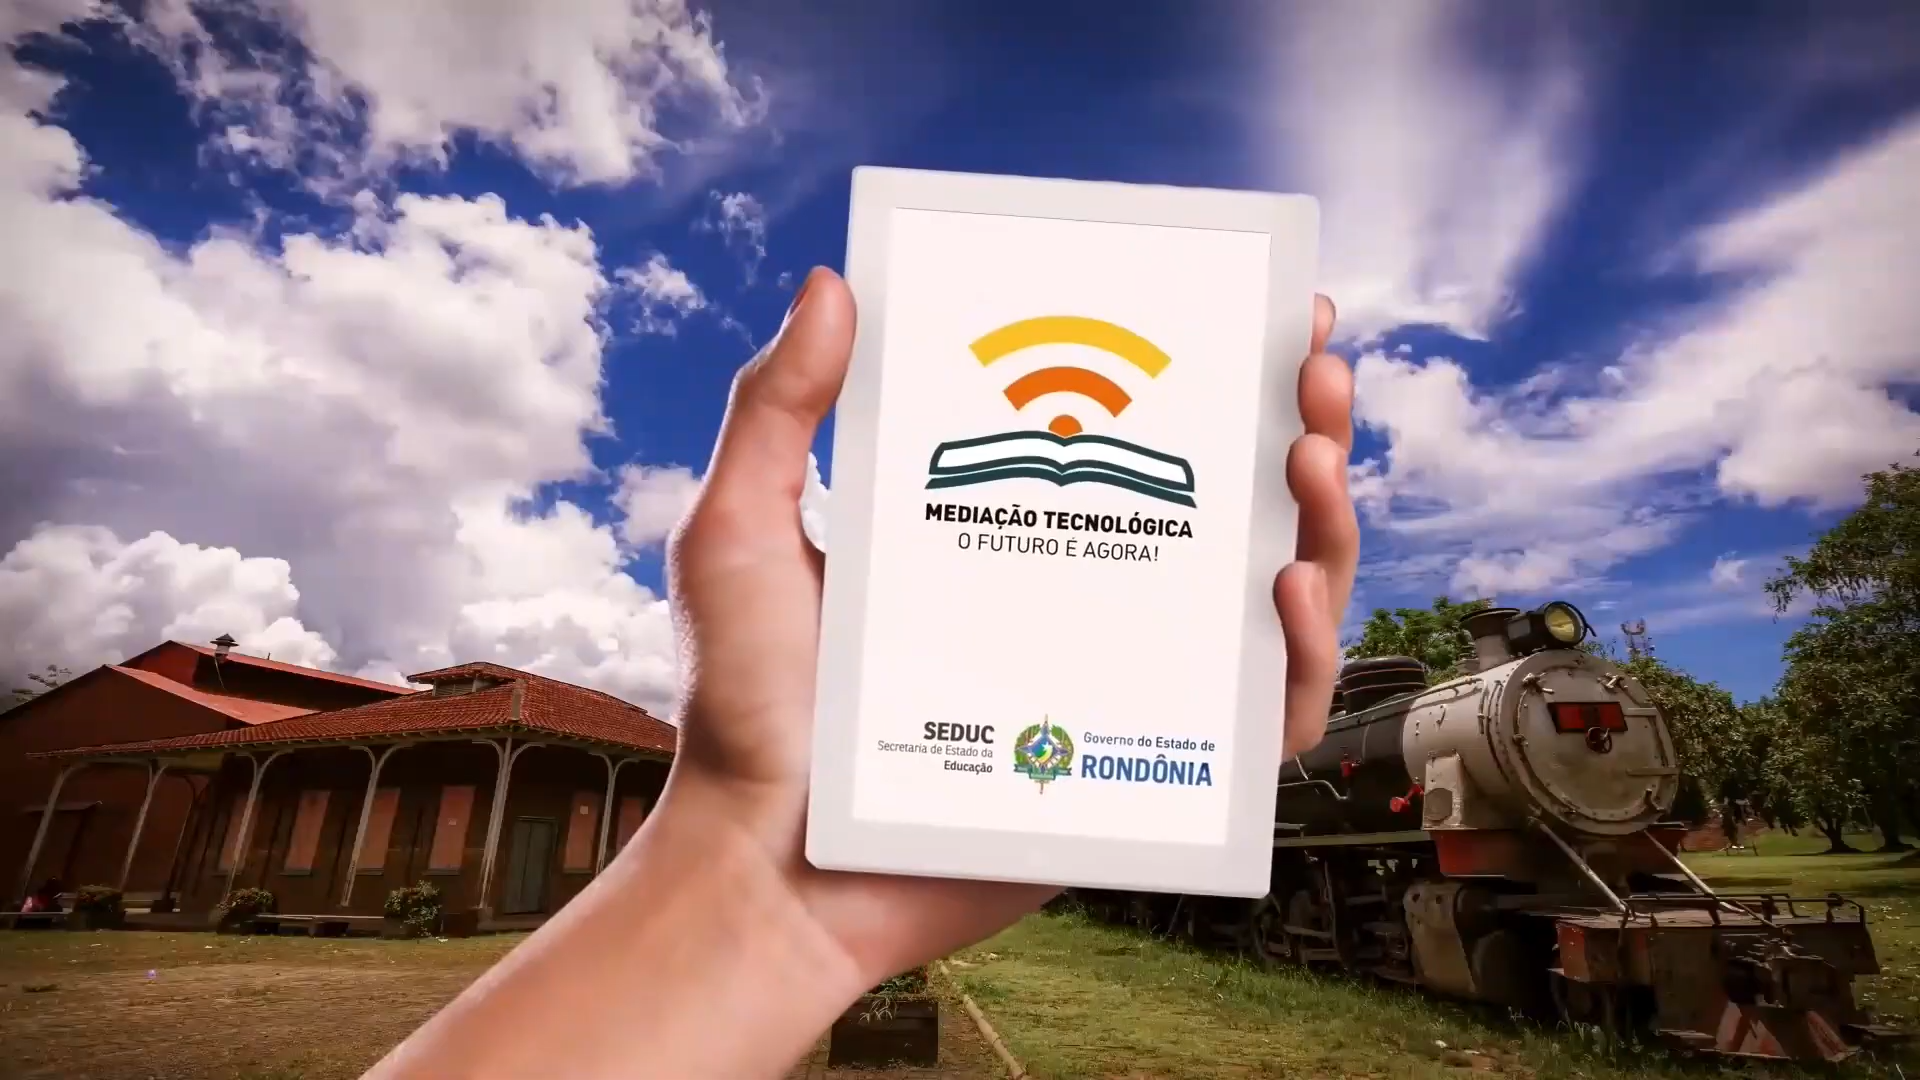 MEDIAÇÃO TECNOLÓGICA
O FUTURO É AGORA!
SEDUC
Secretaria de Estado da
Educação
Governo do Estado de
RONDÔNIA